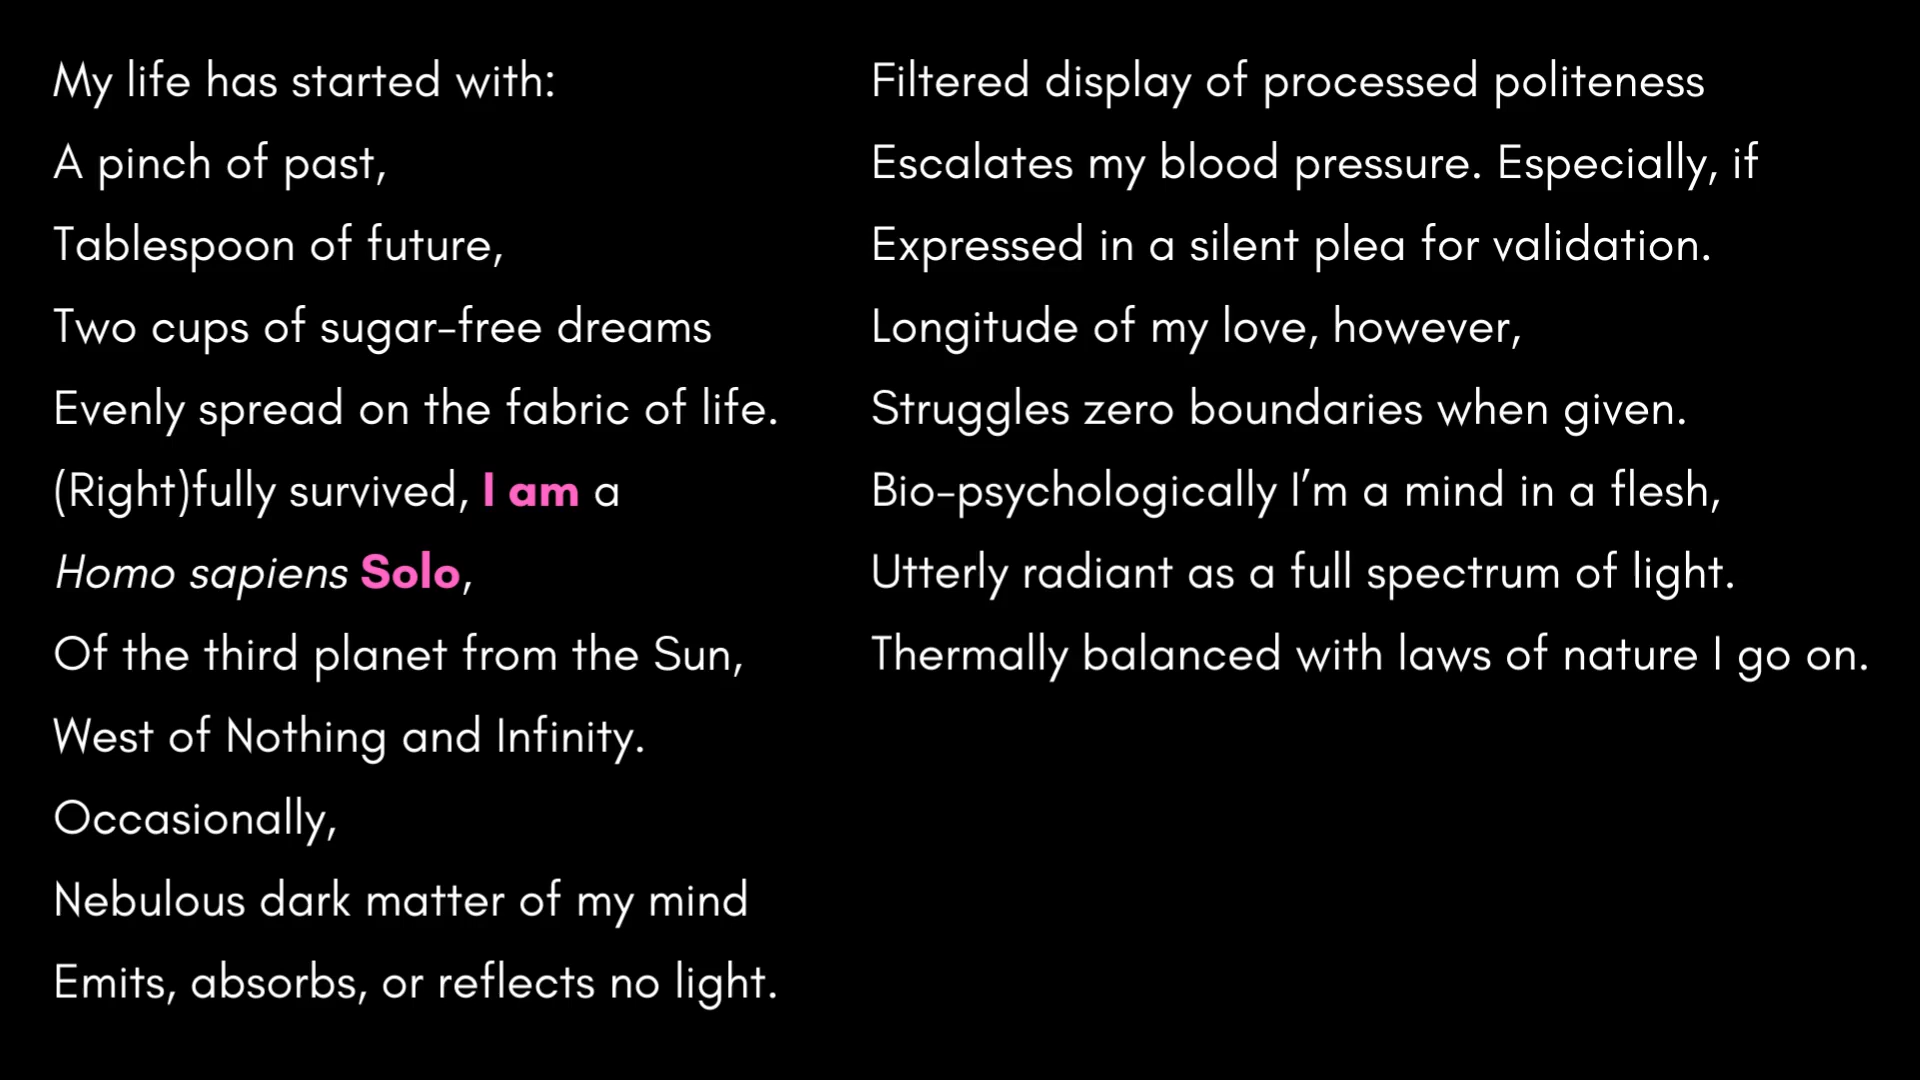 My life has started with:
A pinch of past,
Tablespoon of future,
Two cups of sugar-free dreams
Evenly spread on the fabric of life.
(Right)fully survived, I am a
Homo sapiens Solo,
Of the third planet from the Sun,
West of Nothing and Infinity.
Occasionally,
Nebulous dark matter of my mind
Emits, absorbs, or reflects no light.
Filtered display of processed politeness
Escalates my blood pressure. Especially, if
Expressed in a silent plea for validation.
Longitude of my love, however,
Struggles zero boundaries when given.
Bio-psychologically I’m a mind in a flesh,
Utterly radiant as a full spectrum of light.
Thermally balanced with laws of nature I go on.